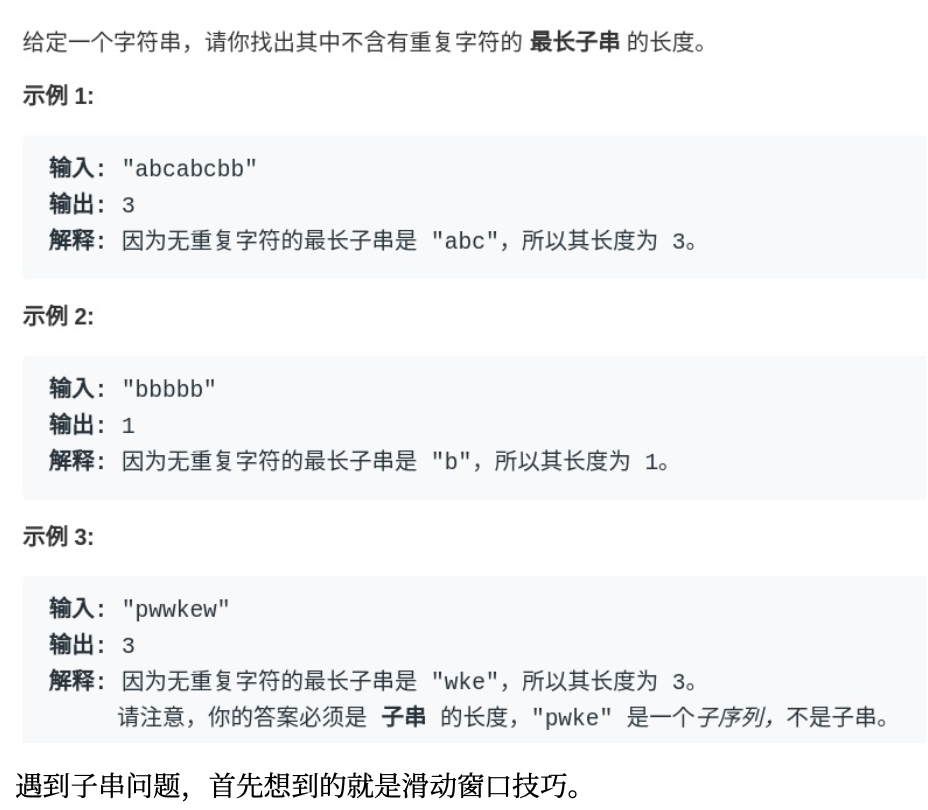 给定一个字符串，请你找出其中不含有重复字符的 最长子串 的长度。
示例 1:
输入: "abcabcbb"
输出: 3
解释: 因为无重复字符的最长子串是 "abc"，所以其长度为 3。
示例 2:
输入: "bbbbb"
输出: 1
解释: 因为无重复字符的最长子串是 "b"，所以其长度为 1。
示例 3:
输入: "pwwkew"
输出: 3
解释: 因为无重复字符的最长子串是 "wke"，所以其长度为 3。
请注意，你的答案必须是 子串 的长度，"pwke" 是一个子序列，不是子串。
遇到子串问题，首先想到的就是滑动窗口技巧。